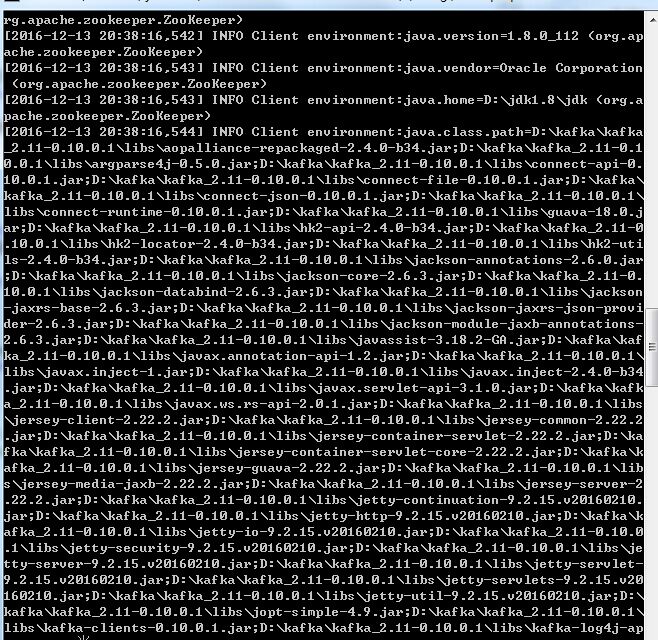 rg.apache.zookeeper.ZooKeeper)
[2016-12-13 20:38:16,542] INFO Client environment:java.version=1.8.0_112 (org.ap
ache.zookeeper.ZooKeeper)
[2016-12-13 20:38:16,543] INFO Client environment:java.vendor=Oracle Corporation
 (org.apache.zookeeper.ZooKeeper)
[2016-12-13 20:38:16,543] INFO Client environment:java.home=D:\jdk1.8\jdk (org.a
pache.zookeeper.ZooKeeper)
[2016-12-13 20:38:16,544] INFO Client environment:java.class.path=D:\kafka\kafka
_2.11-0.10.0.1\libs\aopalliance-repackaged-2.4.0-b34.jar;D:\kafka\kafka_2.11-0.1
0.0.1\libs\argparse4j-0.5.0.jar;D:\kafka\kafka_2.11-0.10.0.1\libs\connect-api-0.
10.0.1.jar;D:\kafka\kafka_2.11-0.10.0.1\libs\connect-file-0.10.0.1.jar;D:\kafka\
kafka_2.11-0.10.0.1\libs\connect-json-0.10.0.1.jar;D:\kafka\kafka_2.11-0.10.0.1\
libs\connect-runtime-0.10.0.1.jar;D:\kafka\kafka_2.11-0.10.0.1\libs\guava-18.0.j
ar;D:\kafka\kafka_2.11-0.10.0.1\libs\hk2-api-2.4.0-b34.jar;D:\kafka\kafka_2.11-0
.10.0.1\libs\hk2-locator-2.4.0-b34.jar;D:\kafka\kafka_2.11-0.10.0.1\libs\hk2-uti
ls-2.4.0-b34.jar;D:\kafka\kafka_2.11-0.10.0.1\libs\jackson-annotations-2.6.0.jar
;D:\kafka\kafka_2.11-0.10.0.1\libs\jackson-core-2.6.3.jar;D:\kafka\kafka_2.11-0.
10.0.1\libs\jackson-databind-2.6.3.jar;D:\kafka\kafka_2.11-0.10.0.1\libs\jackson
-jaxrs-base-2.6.3.jar;D:\kafka\kafka_2.11-0.10.0.1\libs\jackson-jaxrs-json-provi
der-2.6.3.jar;D:\kafka\kafka_2.11-0.10.0.1\libs\jackson-module-jaxb-annotations-
2.6.3.jar;D:\kafka\kafka_2.11-0.10.0.1\libs\javassist-3.18.2-GA.jar;D:\kafka\kaf
ka_2.11-0.10.0.1\libs\javax.annotation-api-1.2.jar;D:\kafka\kafka_2.11-0.10.0.1\
libs\javax.inject-1.jar;D:\kafka\kafka_2.11-0.10.0.1\libs\javax.inject-2.4.0-b34
.jar;D:\kafka\kafka_2.11-0.10.0.1\libs\javax.servlet-api-3.1.0.jar;D:\kafka\kafk
a_2.11-0.10.0.1\libs\javax.ws.rs-api-2.0.1.jar;D:\kafka\kafka_2.11-0.10.0.1\libs
\jersey-client-2.22.2.jar;D:\kafka\kafka_2.11-0.10.0.1\libs\jersey-common-2.22.2
.jar;D:\kafka\kafka_2.11-0.10.0.1\libs\jersey-container-servlet-2.22.2.jar;D:\ka
fka\kafka_2.11-0.10.0.1\libs\jersey-container-servlet-core-2.22.2.jar;D:\kafka\k
afka_2.11-0.10.0.1\libs\jersey-guava-2.22.2.jar;D:\kafka\kafka_2.11-0.10.0.1\lib
s\jersey-media-jaxb-2.22.2.jar;D:\kafka\kafka_2.11-0.10.0.1\libs\jersey-server-2
.22.2.jar;D:\kafka\kafka_2.11-0.10.0.1\libs\jetty-continuation-9.2.15.v20160210.
jar;D:\kafka\kafka_2.11-0.10.0.1\libs\jetty-http-9.2.15.v20160210.jar;D:\kafka\k
afka_2.11-0.10.0.1\libs\jetty-io-9.2.15.v20160210.jar;D:\kafka\kafka_2.11-0.10.0
.1\libs\jetty-security-9.2.15.v20160210.jar;D:\kafka\kafka_2.11-0.10.0.1\libs\je
tty-server-9.2.15.v20160210.jar;D:\kafka\kafka_2.11-0.10.0.1\libs\jetty-servlet-
9.2.15.v20160210.jar;D:\kafka\kafka_2.11-0.10.0.1\libs\jetty-servlets-9.2.15.v20
160210.jar;D:\kafka\kafka_2.11-0.10.0.1\libs\jetty-util-9.2.15.v20160210.jar;D:\
kafka\kafka_2.11-0.10.0.1\libs\jopt-simple-4.9.jar;D:\kafka\kafka_2.11-0.10.0.1\
libs\kafka-clients-0.10.0.1.jar;D:\kafka\kafka_2.11-0.10.0.1\libs\kafka-log4j-ap